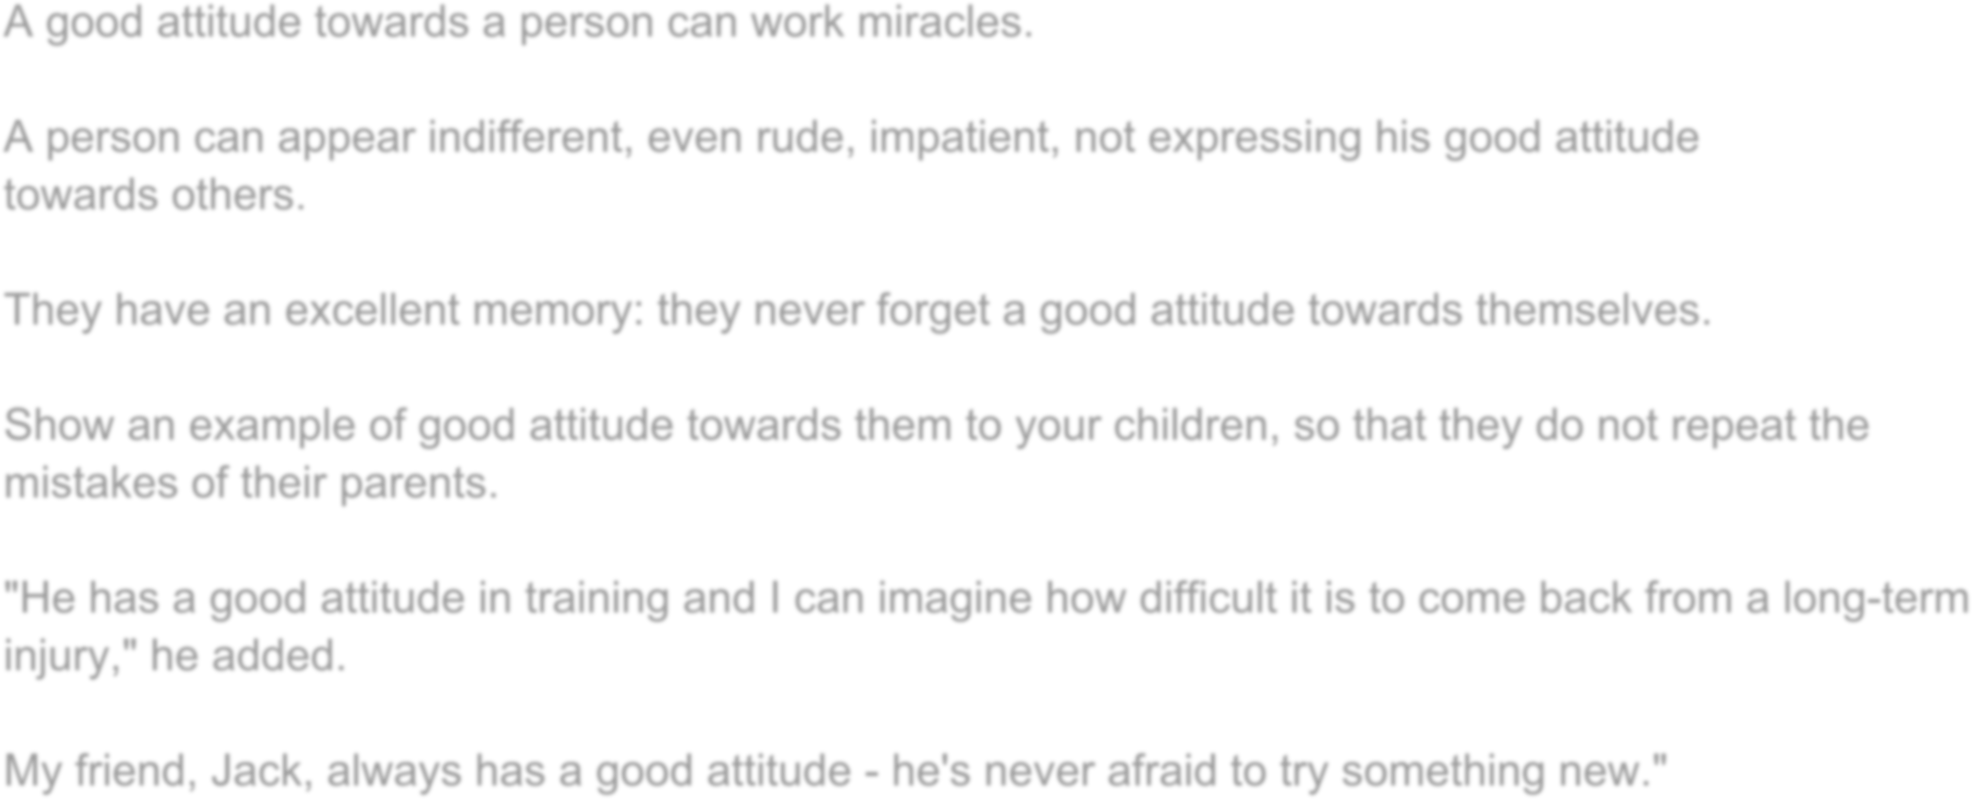 A good attitude towards a person can work miracles.
A person can appear indifferent, even rude, impatient, not expressing his good attitude
towards others.
They have an excellent memory: they never forget a good attitude towards themselves.
Show an example of good attitude towards them to your children, so that they do not repeat the
mistakes of their parents.
"He has a good attitude in training and I can imagine how difficult it is to come back from a long-term
injury," he added.
My friend, Jack, always has a good attitude - he's never afraid to try something new."